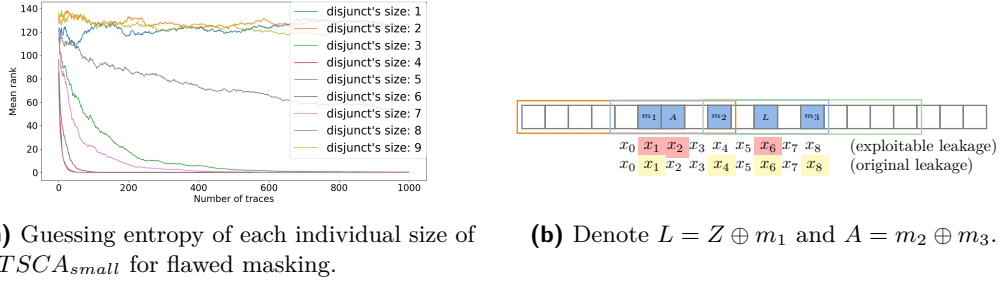 140
120
100
80
60
40
20
0
Mean rank
0 200 400 600 800 1000
Number of traces
disjunct's size: 1
disjunct's size: 2
disjunct's size: 3
disjunct's size: 4
disjunct's size: 5
disjunct's size: 6
disjunct's size: 7
disjunct's size: 8
disjunct's size: 9
) Guessing entropy of each individual size of
TSCA_small for flawed masking.
m₁ A m₂ L m₃
x₀ x₁ x₂ x₃ x₄ x₅ x₆ x₇ x₈ (exploitable leakage)
x₀ x₁ x₂ x₃ x₄ x₅ x₆ x₇ x₈ (original leakage)
(b) Denote L = Z ⊕ m₁ and A = m₂ ⊕ m₃.